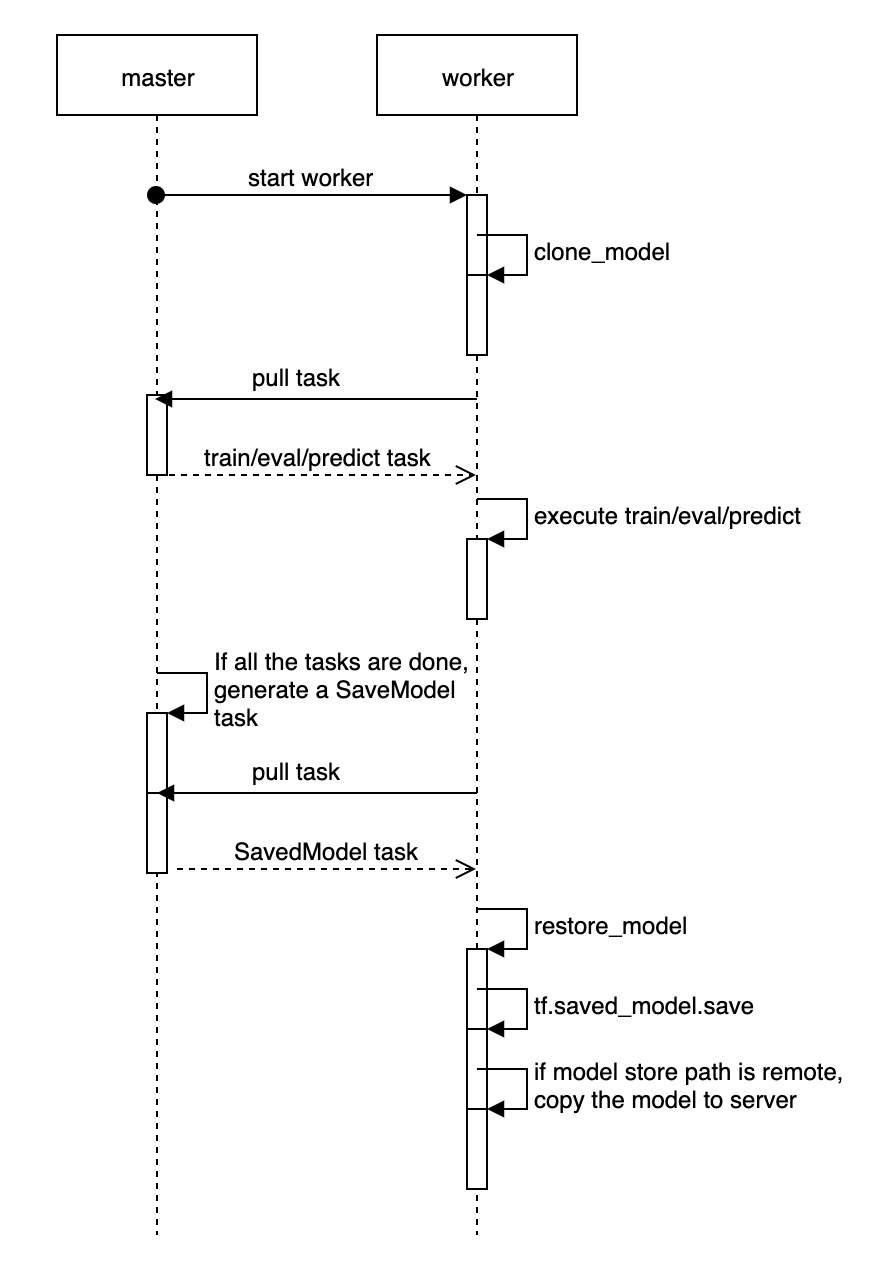 master
worker
start worker
clone_model
pull task
train/eval/predict task
execute train/eval/predict
If all the tasks are done,
generate a SaveModel
task
pull task
SavedModel task
restore_model
tf.saved_model.save
if model store path is remote,
copy the model to server